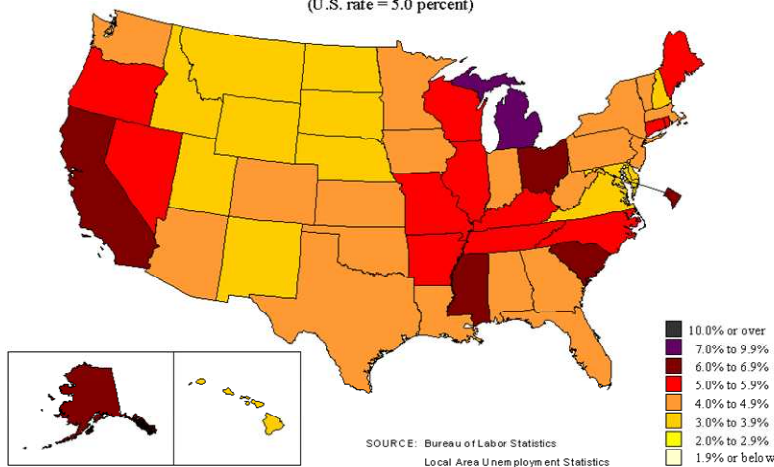 (U.S. rate = 5.0 percent)
10.0% or over
7.0% to 9.9%
6.0% to 6.9%
5.0% to 5.9%
4.0% to 4.9%
3.0% to 3.9%
2.0% to 2.9%
1.9% or below
SOURCE: Bureau of Labor Statistics
Local Area Unemployment Statistics